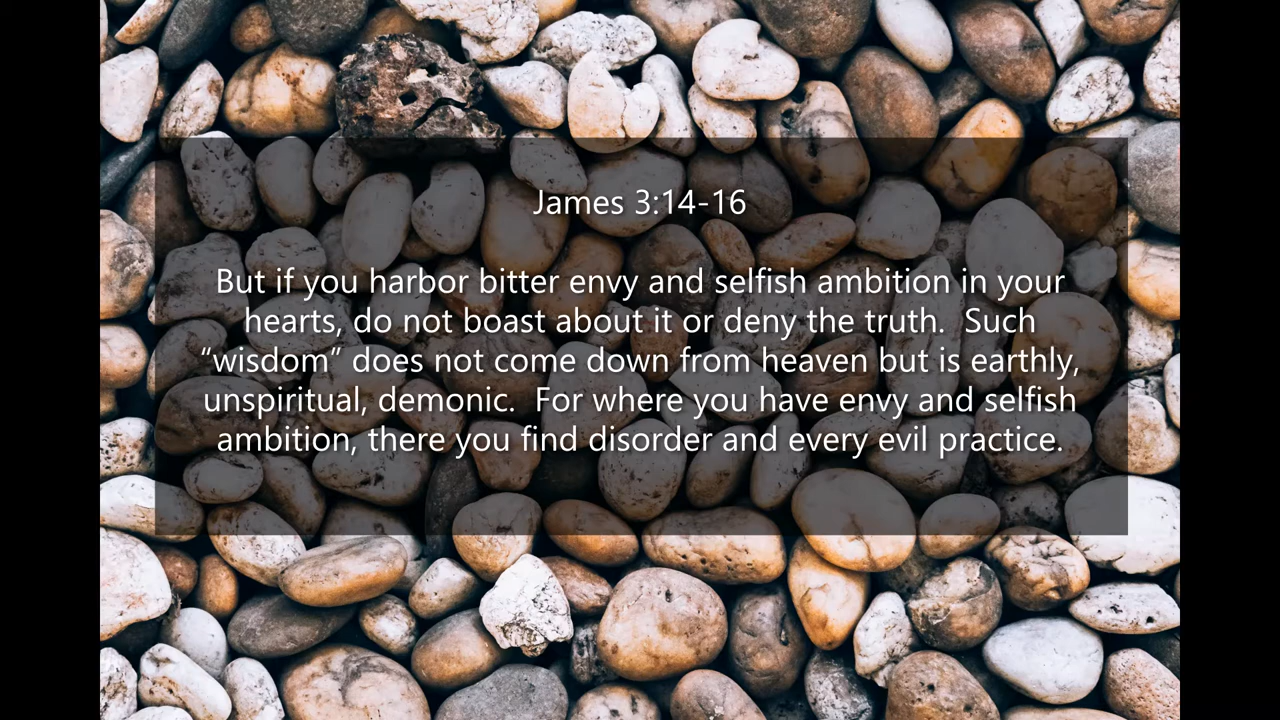 James 3:14-16
But if you harbor bitter envy and selfish ambition in your
hearts, do not boast about it or deny the truth.  Such
“wisdom” does not come down from heaven but is earthly,
unspiritual, demonic.  For where you have envy and selfish
ambition, there you find disorder and every evil practice.